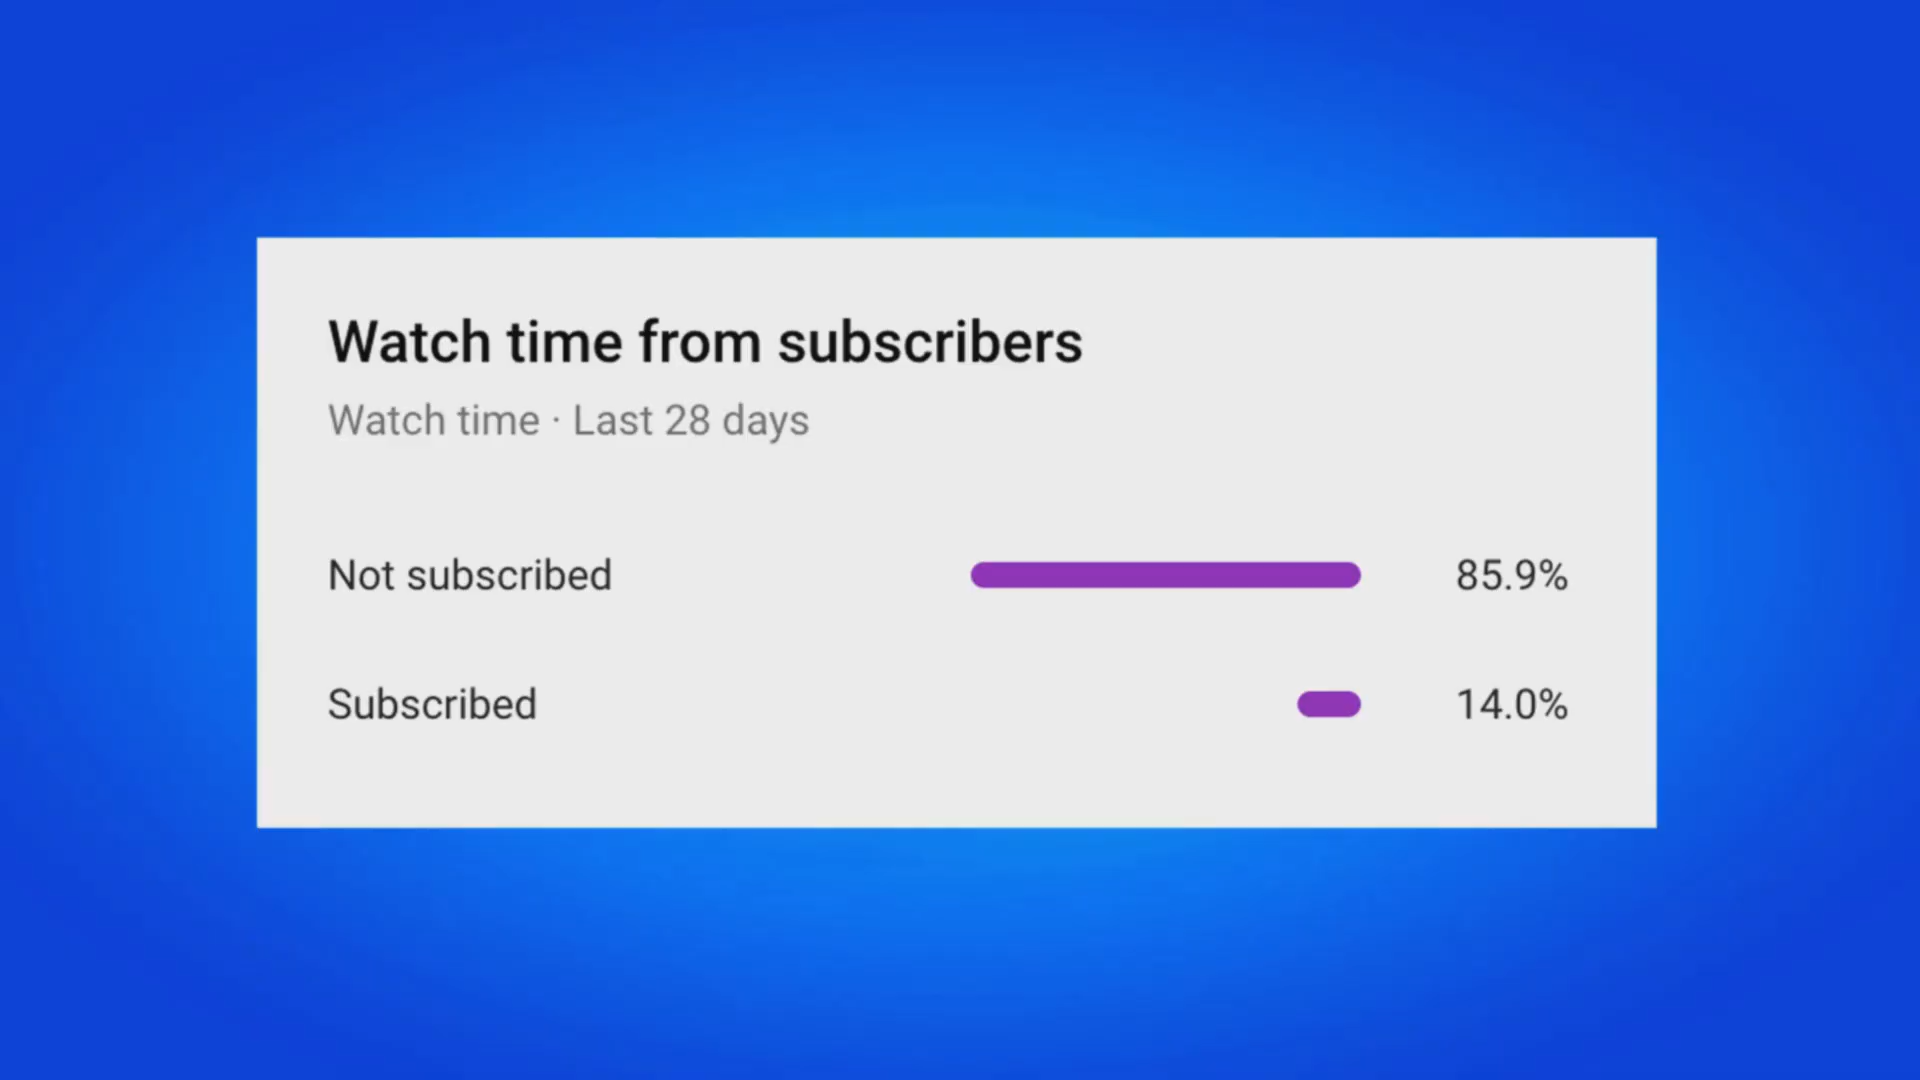 Watch time from subscribers
Watch time · Last 28 days
Not subscribed 85.9%
Subscribed 14.0%